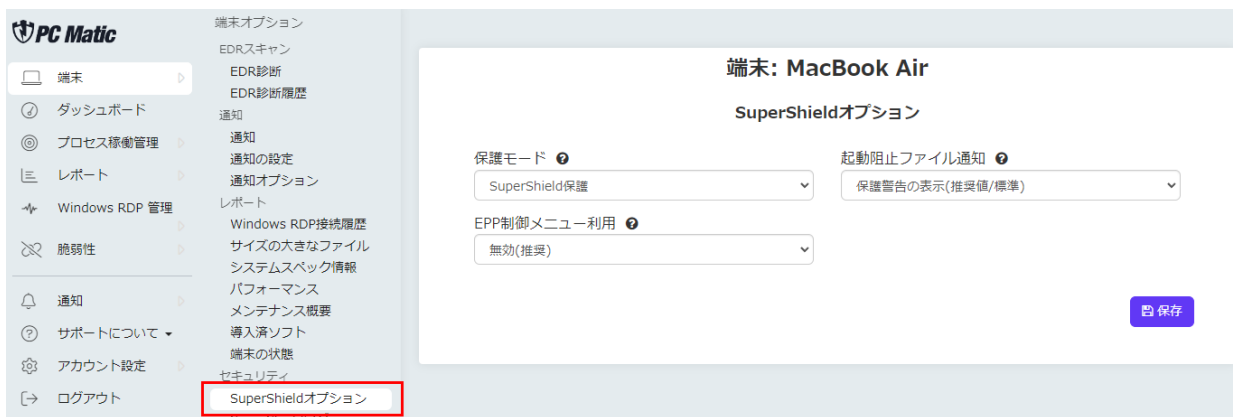 PC Matic
端末
ダッシュボード
プロセス稼働管理
レポート
Windows RDP 管理
脆弱性
通知
サポートについて
アカウント設定
ログアウト
端末オプション
EDRスキャン
EDR診断
EDR診断履歴
通知
通知
通知の設定
通知オプション
レポート
Windows RDP接続履歴
サイズの大きなファイル
システムスペック情報
パフォーマンス
メンテナンス概要
導入済ソフト
端末の状態
セキュリティ
SuperShieldオプション
端末: MacBook Air
SuperShieldオプション
保護モード
SuperShield保護
起動阻止ファイル通知
保護警告の表示(推奨値/標準)
EPP制御メニュー利用
無効(推奨)
保存